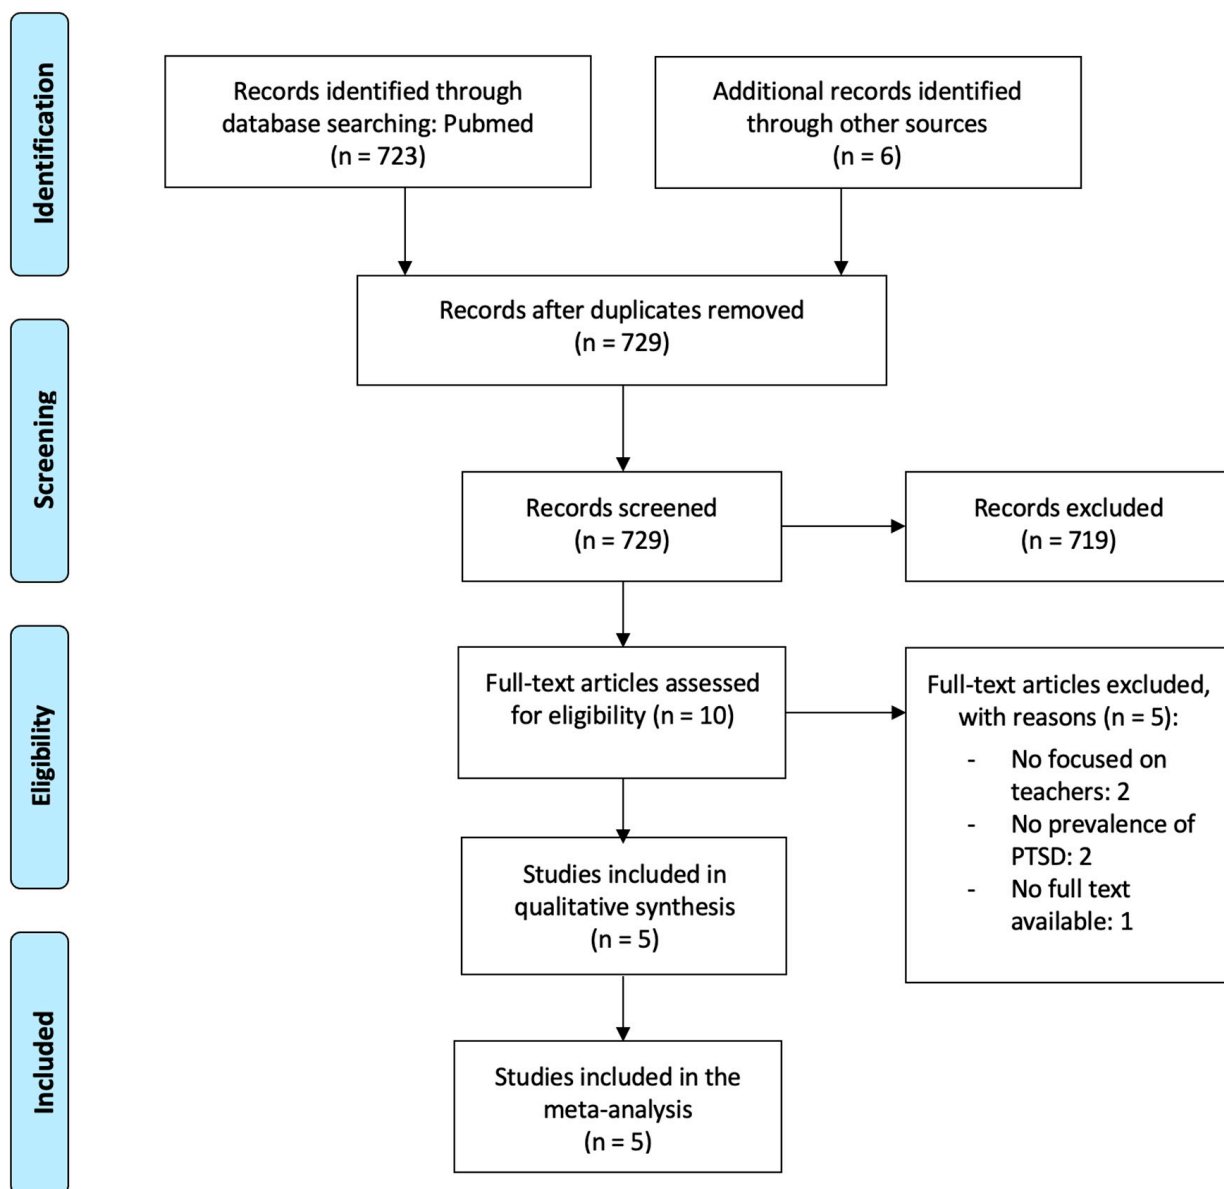 Identification
Records identified through
database searching: Pubmed
(n = 723)
Additional records identified
through other sources
(n = 6)
Records after duplicates removed
(n = 729)
Screening
Records screened
(n = 729)
Records excluded
(n = 719)
Eligibility
Full-text articles assessed
for eligibility (n = 10)
Full-text articles excluded,
with reasons (n = 5):
- No focused on
teachers: 2
- No prevalence of
PTSD: 2
- No full text
available: 1
Studies included in
qualitative synthesis
(n = 5)
Included
Studies included in the
meta-analysis
(n = 5)